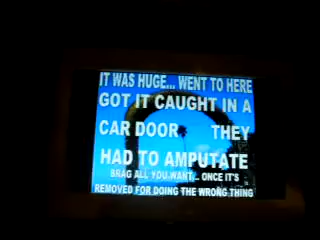 IT WAS HUGE... WENT TO HERE
GOT IT CAUGHT IN A
CAR DOOR THEY
HAD TO AMPUTATE
BRAG ALL YOU WANT.. ONCE IT'S
REMOVED FOR DOING THE WRONG THING